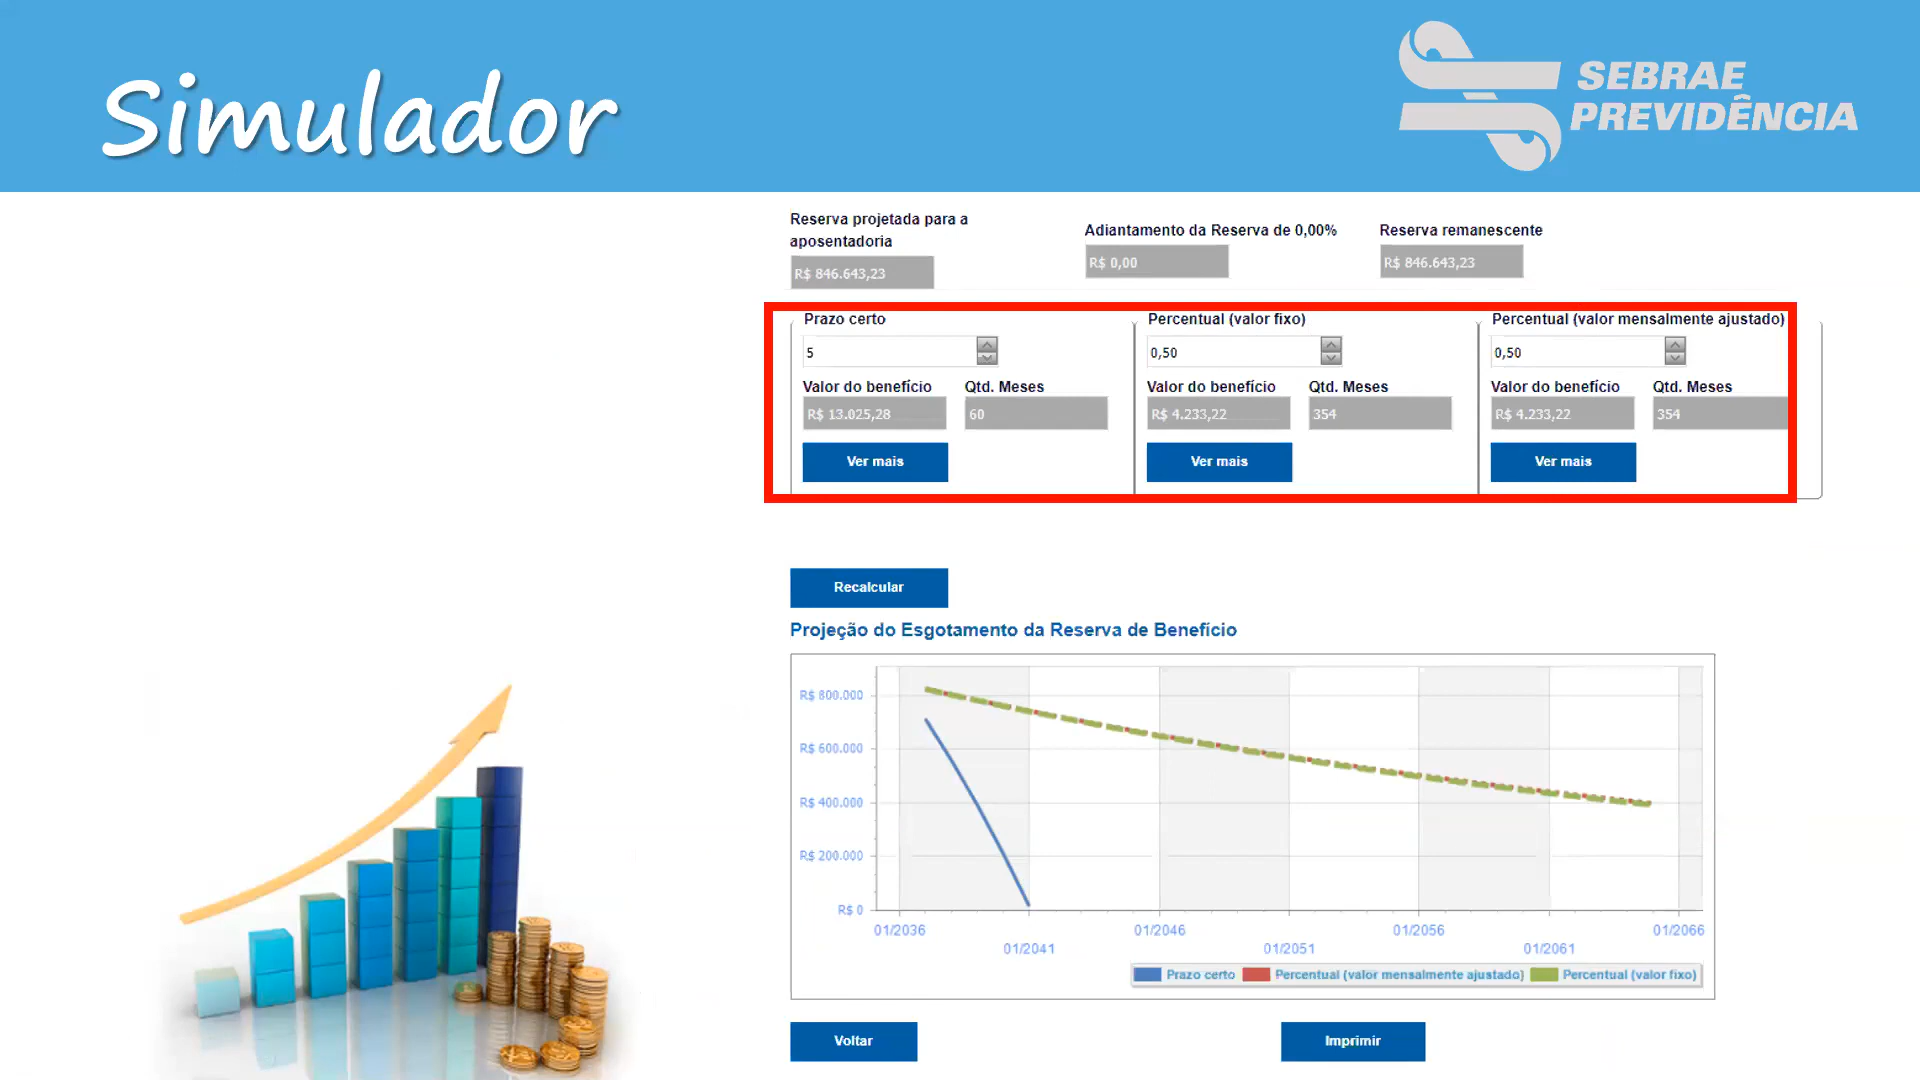 Simulador
SEBRAE
PREVIDÊNCIA
Reserva projetada para a
aposentadoria
R$ 846.643,23
Adiantamento da Reserva de 0,00%
R$ 0,00
Reserva remanescente
R$ 846.643,23
Prazo certo
5
Valor do benefício Qtd. Meses
R$ 13.025,28 60
Ver mais
Percentual (valor fixo)
0,50
Valor do benefício Qtd. Meses
R$ 4.233,22 354
Ver mais
Percentual (valor mensalmente ajustado)
0,50
Valor do benefício Qtd. Meses
R$ 4.233,22 354
Ver mais
Recalcular
Projeção do Esgotamento da Reserva de Benefício
R$ 800.000
R$ 600.000
R$ 400.000
R$ 200.000
R$ 0
01/2036 01/2046 01/2056 01/2066
01/2041 01/2051 01/2061
Prazo certo Percentual (valor mensalmente ajustado) Percentual (valor fixo)
Voltar Imprimir